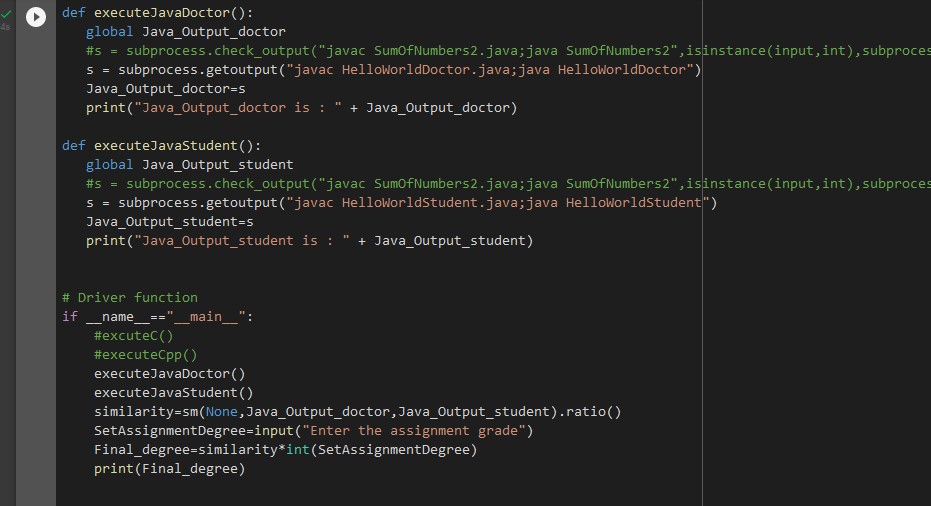 def executeJavaDoctor():
global Java_Output_doctor
#s = subprocess.check_output("javac SumOfNumbers2.java;java SumOfNumbers2",isinstance(input,int),subproces
s = subprocess.getoutput("javac HelloWorldDoctor.java;java HelloWorldDoctor")
Java_Output_doctor=s
print("Java_Output_doctor is : " + Java_Output_doctor)
def executeJavaStudent():
global Java_Output_student
#s = subprocess.check_output("javac SumOfNumbers2.java;java SumOfNumbers2",isinstance(input,int),subproces
s = subprocess.getoutput("javac HelloWorldStudent.java;java HelloWorldStudent")
Java_Output_student=s
print("Java_Output_student is : " + Java_Output_student)
# Driver function
if __name__=="__main__":
#excuteC()
#executeCpp()
executeJavaDoctor()
executeJavaStudent()
similarity=sm(None,Java_Output_doctor,Java_Output_student).ratio()
SetAssignmentDegree=input("Enter the assignment grade")
Final_degree=similarity*int(SetAssignmentDegree)
print(Final_degree)